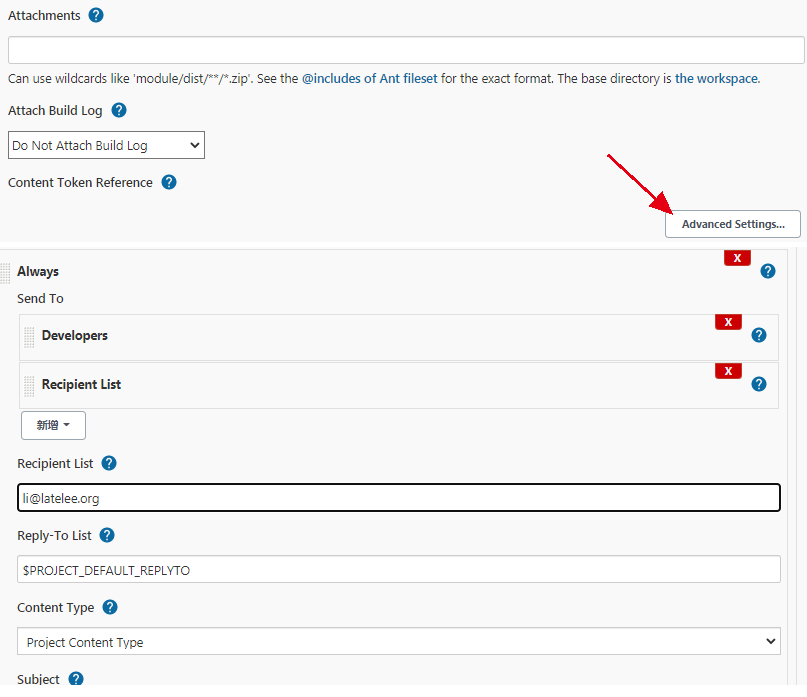 Attachments ?
Can use wildcards like 'module/dist/**/*.zip'. See the @includes of Ant fileset for the exact format. The base directory is the workspace.
Attach Build Log ?
Do Not Attach Build Log
Content Token Reference ?
Advanced Settings...
X
Always ?
Send To
X
Developers ?
X
Recipient List ?
新增
Recipient List ?
li@latelee.org
Reply-To List ?
$PROJECT_DEFAULT_REPLYTO
Content Type ?
Project Content Type
Subject ?